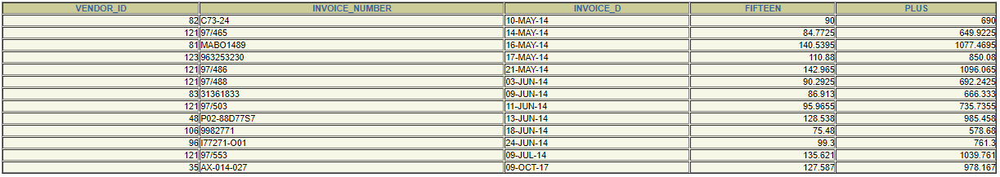 VENDOR_ID INVOICE_NUMBER INVOICE_D FIFTEEN PLUS
82 C73-24 10-MAY-14 90 690
121 97/465 14-MAY-14 84.7725 649.9225
81 MABO1489 16-MAY-14 140.5395 1077.4695
123 963253230 17-MAY-14 110.88 850.08
121 97/486 21-MAY-14 142.965 1096.065
121 97/488 03-JUN-14 90.2925 692.2425
83 31361833 09-JUN-14 86.913 666.333
121 97/503 11-JUN-14 95.9655 735.7355
48 P02-88D77S7 13-JUN-14 128.538 985.458
106 9982771 18-JUN-14 75.48 578.68
96 I77271-O01 24-JUN-14 99.3 761.3
121 97/553 09-JUL-14 135.621 1039.761
35 AX-014-027 09-OCT-17 127.587 978.167